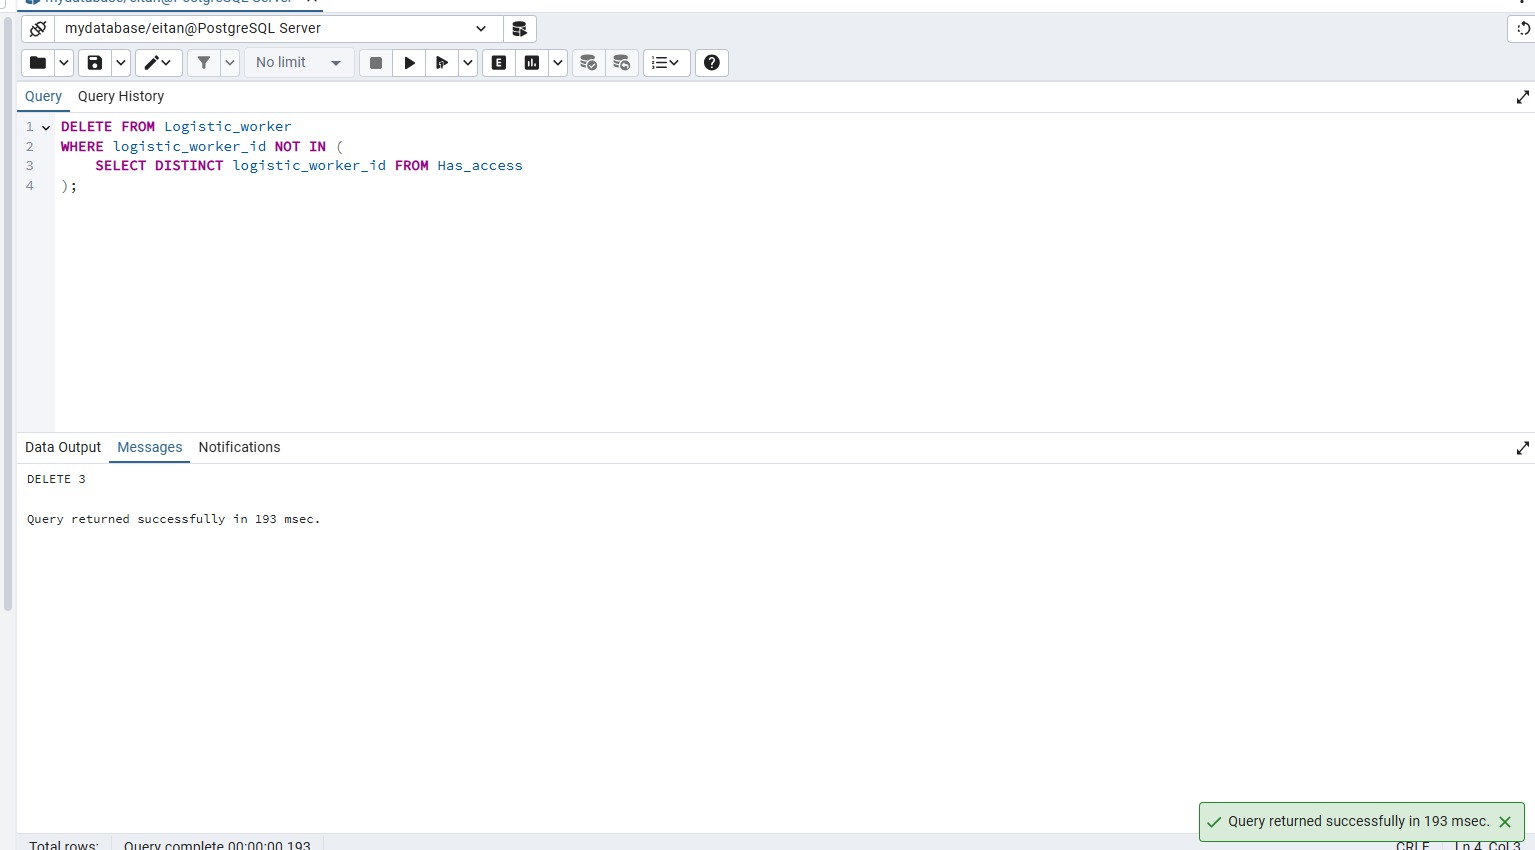 mydatabase/eitan@PostgreSQL Server
mydatabase/eitan@PostgreSQL Server
No limit
E
Query Query History
1 DELETE FROM Logistic_worker
2 WHERE logistic_worker_id NOT IN (
3 SELECT DISTINCT logistic_worker_id FROM Has_access
4 );
Data Output Messages Notifications
DELETE 3
Query returned successfully in 193 msec.
Query returned successfully in 193 msec.
Total rows: Query complete 00:00:00.193 CRLF Ln 4, Col 3